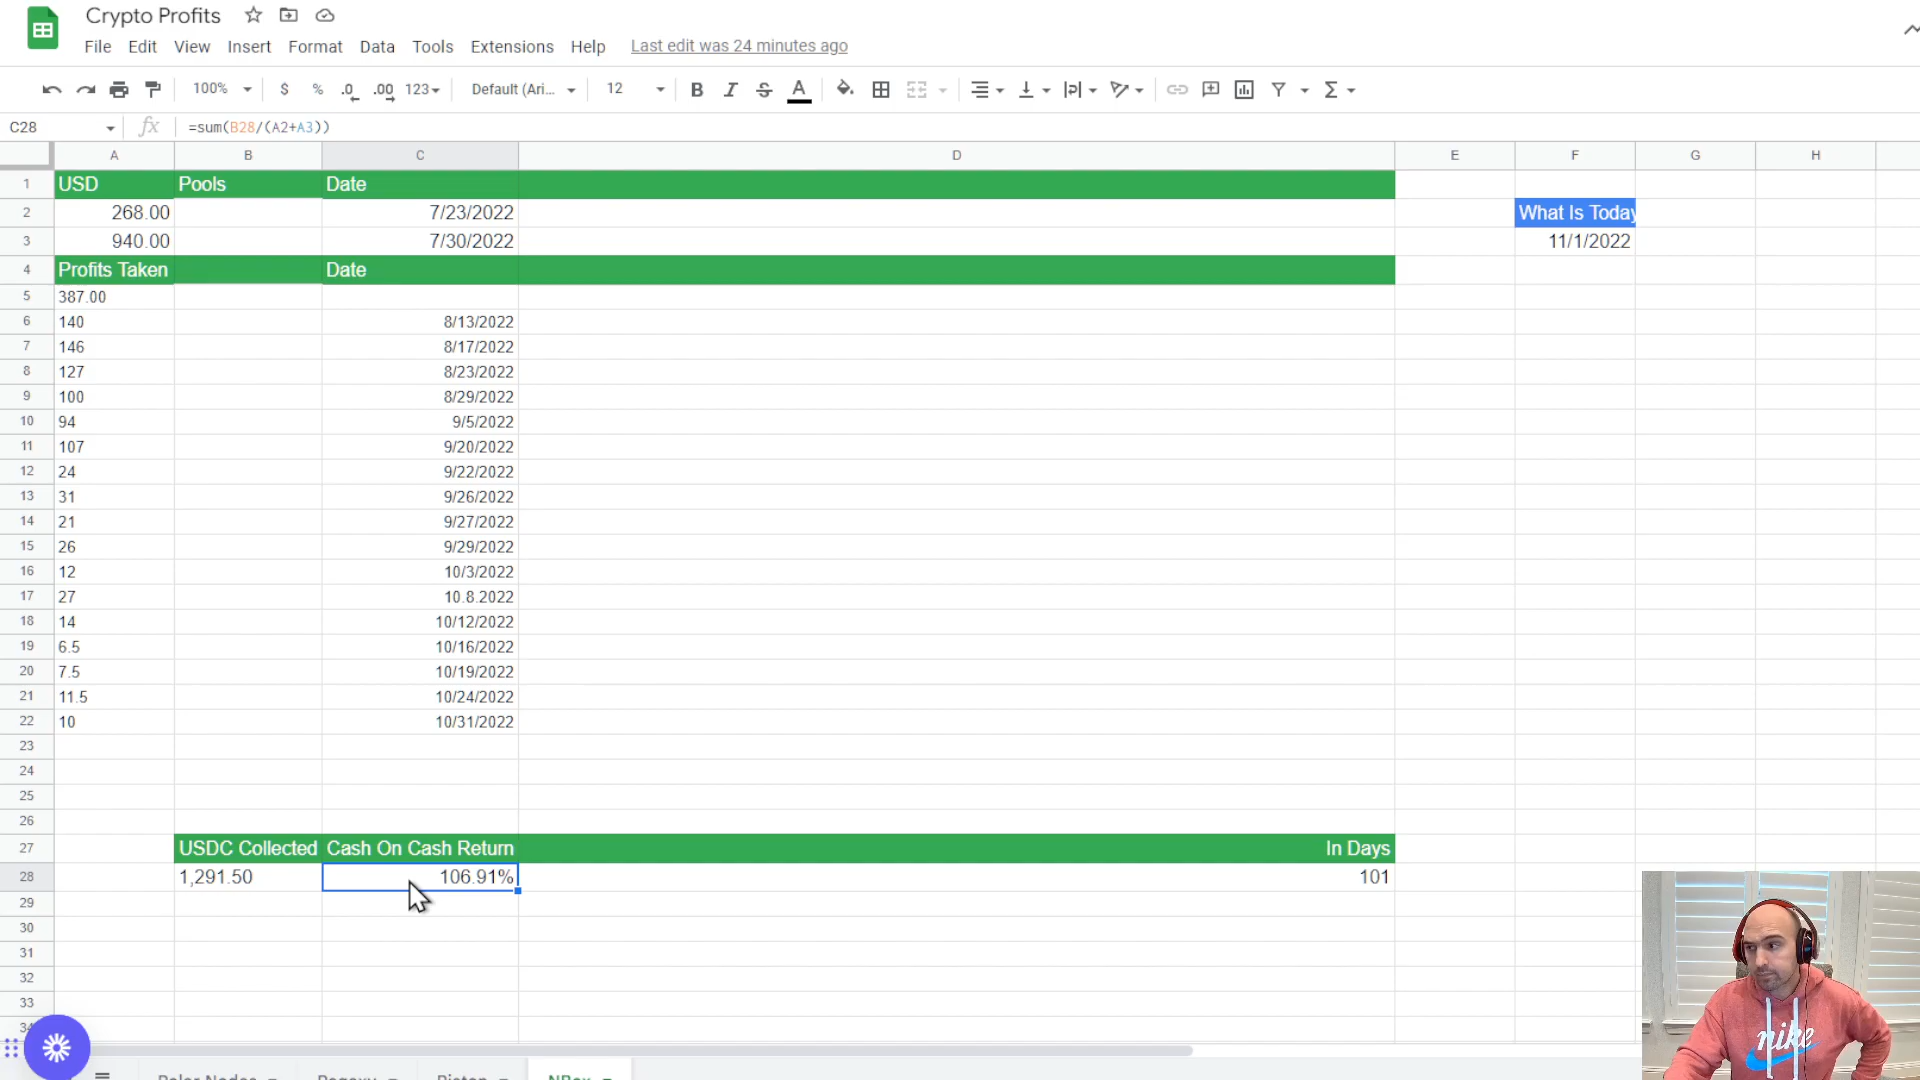 Crypto Profits
File Edit View Insert Format Data Tools Extensions Help Last edit was 24 minutes ago
100% $ % .0 .00 123 Default (Ari... 12 B I S A
C28 fx =sum(B28/(A2+A3))
A B C D E F G H
1 USD Pools Date
2 268.00 7/23/2022 What Is Today
3 940.00 7/30/2022 11/1/2022
4 Profits Taken Date
5 387.00
6 140 8/13/2022
7 146 8/17/2022
8 127 8/23/2022
9 100 8/29/2022
10 94 9/5/2022
11 107 9/20/2022
12 24 9/22/2022
13 31 9/26/2022
14 21 9/27/2022
15 26 9/29/2022
16 12 10/3/2022
17 27 10.8.2022
18 14 10/12/2022
19 6.5 10/16/2022
20 7.5 10/19/2022
21 11.5 10/24/2022
22 10 10/31/2022
23
24
25
26
27 USDC Collected Cash On Cash Return In Days
28 1,291.50 106.91% 101
29
30
31
32
33
34
nike